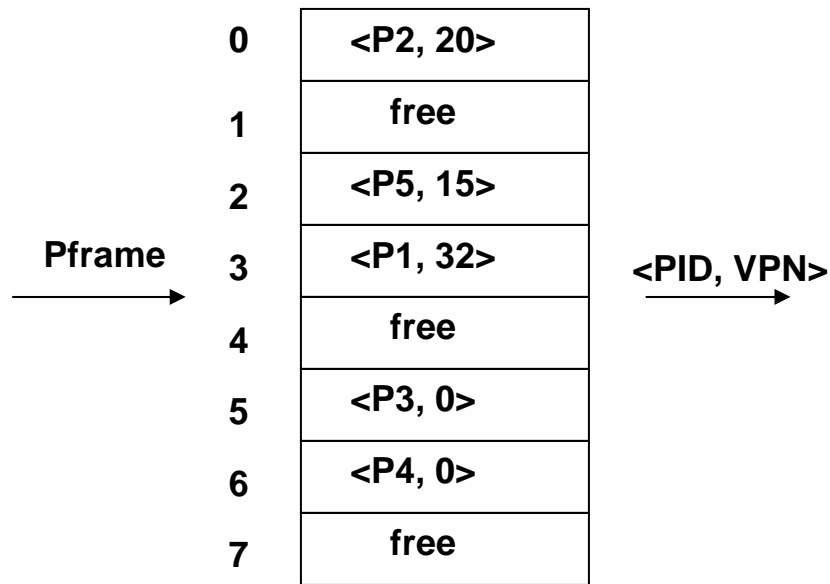 0 <P2, 20>
1 free
2 <P5, 15>
Pframe 3 <P1, 32> <PID, VPN>
4 free
5 <P3, 0>
6 <P4, 0>
7 free